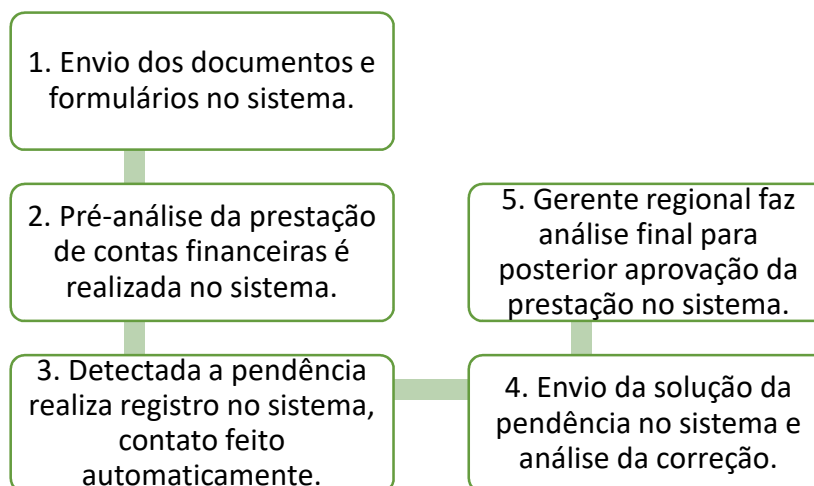 1. Envio dos documentos e
formulários no sistema.
2. Pré-análise da prestação
de contas financeiras é
realizada no sistema.
3. Detectada a pendência
realiza registro no sistema,
contato feito
automaticamente.
4. Envio da solução da
pendência no sistema e
análise da correção.
5. Gerente regional faz
análise final para
posterior aprovação da
prestação no sistema.